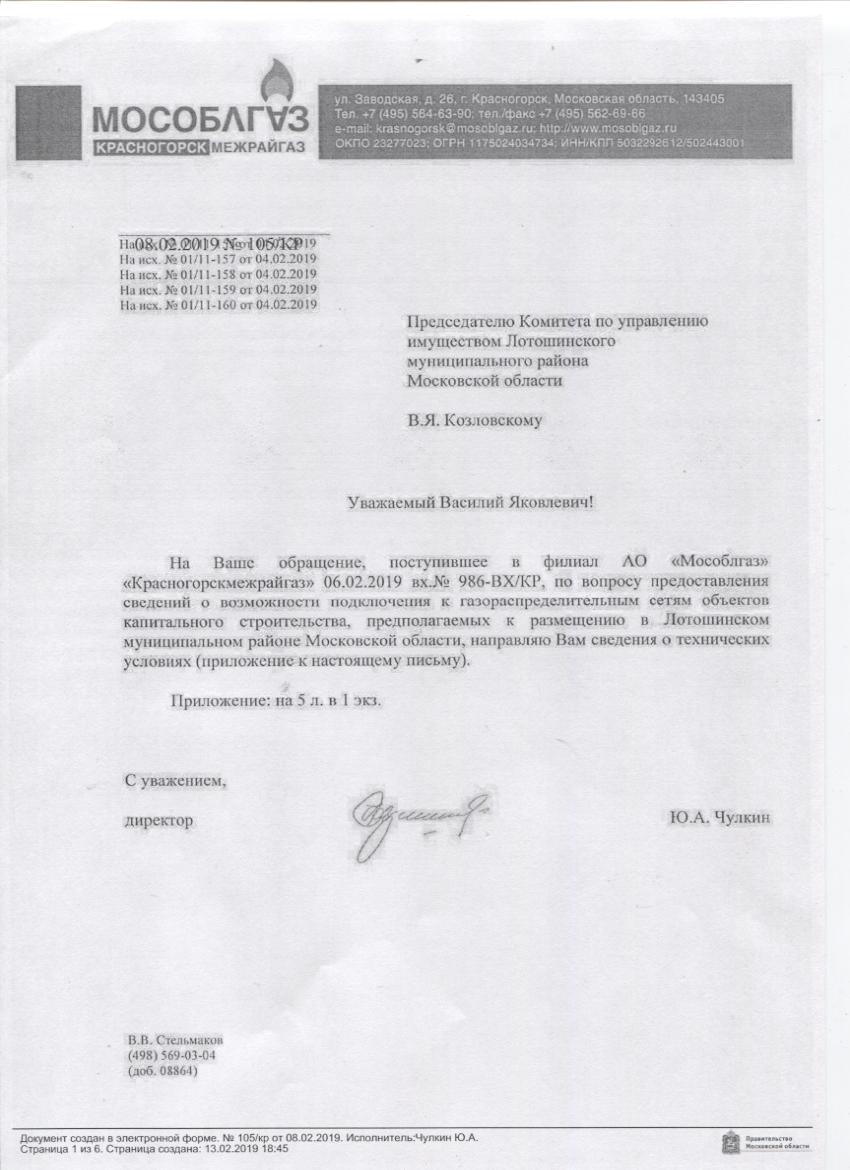 МОСОБЛГАЗ
КРАСНОГОРСК МЕЖРАЙГАЗ
ул. Заводская, д. 26, г. Красногорск, Московская область, 143405
Тел. +7 (495) 564-63-90; тел./факс +7 (495) 562-69-66
e-mail: krasnogorsk@mosoblgaz.ru; http://www.mosoblgaz.ru
ОКПО 23277023; ОГРН 1175024034734; ИНН/КПП 5032292612/502443001
08.02.2019 № 105/КР
На исх. № 01/11-157 от 04.02.2019
На исх. № 01/11-158 от 04.02.2019
На исх. № 01/11-159 от 04.02.2019
На исх. № 01/11-160 от 04.02.2019
Председателю Комитета по управлению
имуществом Лотошинского
муниципального района
Московской области
В.Я. Козловскому
Уважаемый Василий Яковлевич!
На Ваше обращение, поступившее в филиал АО «Мособлгаз»
«Красногорскмежрайгаз» 06.02.2019 вх.№ 986-ВХ/КР, по вопросу предоставления
сведений о возможности подключения к газораспределительным сетям объектов
капитального строительства, предполагаемых к размещению в Лотошинском
муниципальном районе Московской области, направляю Вам сведения о технических
условиях (приложение к настоящему письму).
Приложение: на 5 л. в 1 экз.
С уважением,
директор
Ю.А. Чулкин
В.В. Стельмаков
(498) 569-03-04
(доб. 08864)
Документ создан в электронной форме. № 105/кр от 08.02.2019. Исполнитель:Чулкин Ю.А.
Страница 1 из 6. Страница создана: 13.02.2019 18:45
Правительство
Московской области